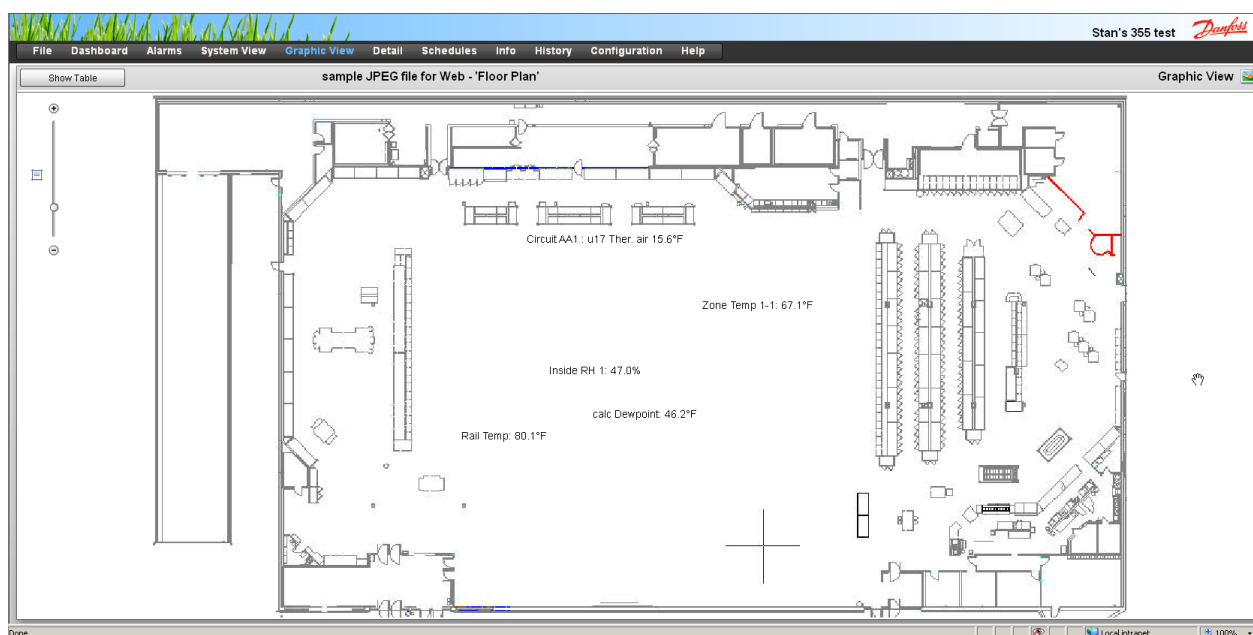 Stan's 355 test
Danfoss
File Dashboard Alarms System View Graphic View Detail Schedules Info History Configuration Help
Show Table
sample JPEG file for Web - 'Floor Plan'
Graphic View
Circuit AA1 : u17 Ther. air 15.6°F
Zone Temp 1-1: 67.1°F
Inside RH 1: 47.0%
calc Dewpoint: 46.2°F
Rail Temp: 80.1°F
Done
Local intranet
100%